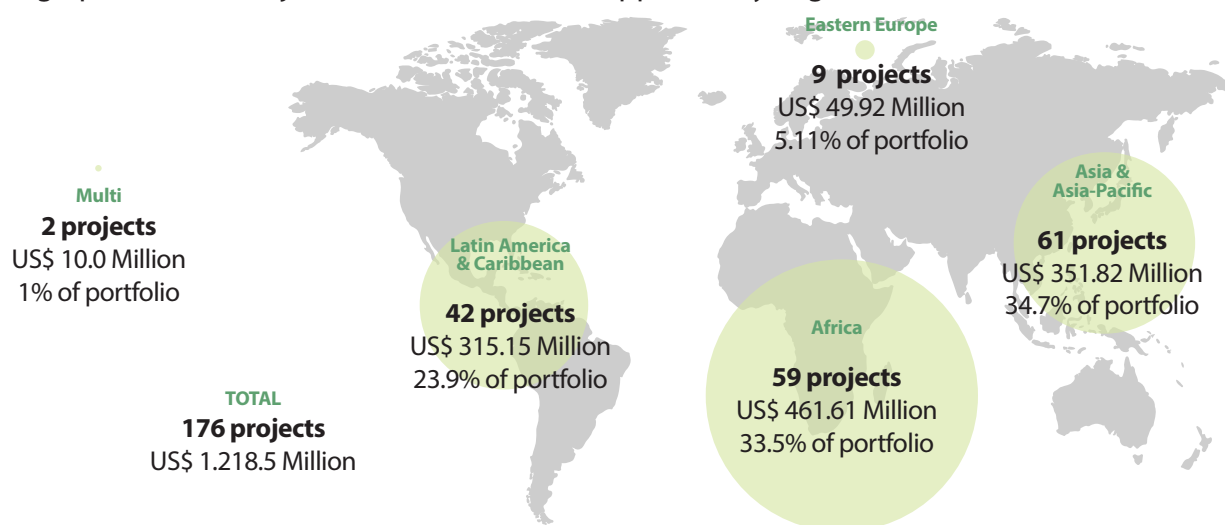 Eastern Europe
9 projects
US$ 49.92 Million
5.11% of portfolio
Multi
2 projects
US$ 10.0 Million
1% of portfolio
Latin America
& Caribbean
42 projects
US$ 315.15 Million
23.9% of portfolio
Asia &
Asia-Pacific
61 projects
US$ 351.82 Million
34.7% of portfolio
Africa
59 projects
US$ 461.61 Million
33.5% of portfolio
TOTAL
176 projects
US$ 1.218.5 Million